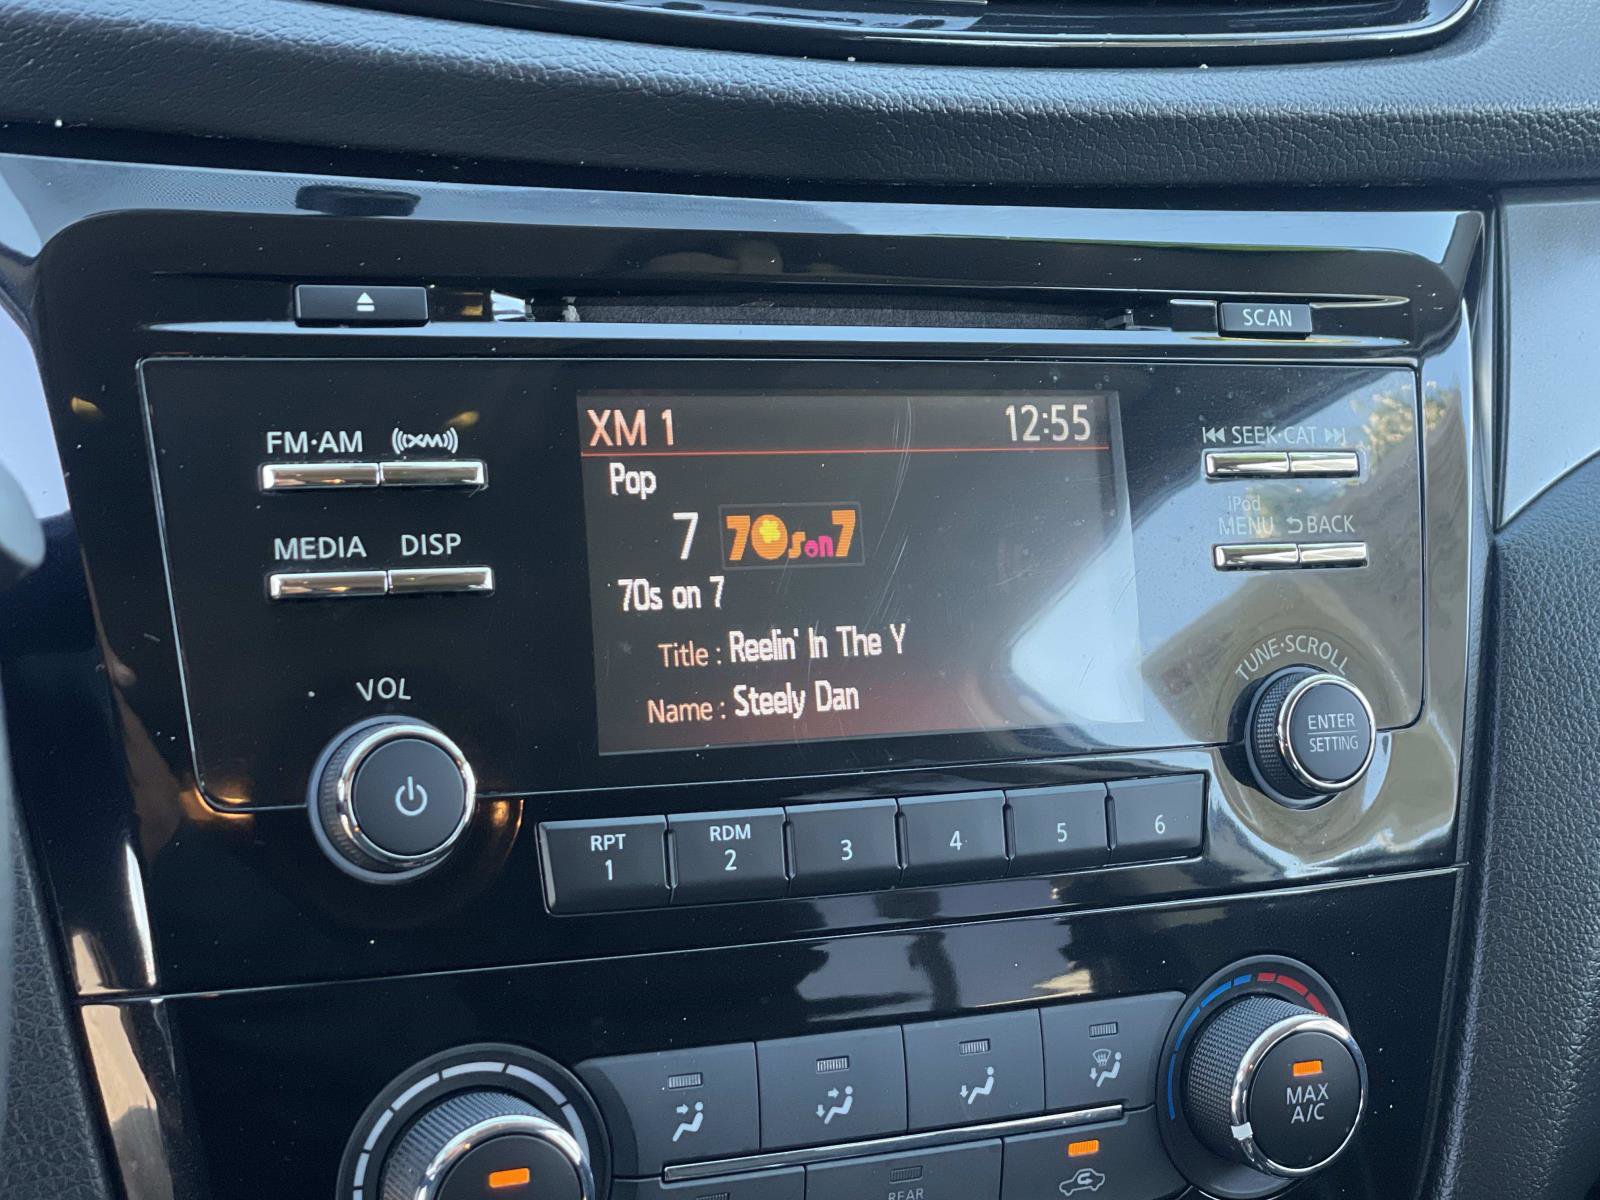 SCAN
FM·AM
XM
XM 1
12:55
SEEK·CAT
Pop
7
70s on 7
iPod
MENU
BACK
MEDIA
DISP
70s on 7
Title : Reelin' In The Y
Name : Steely Dan
TUNE·SCROLL
VOL
ENTER
SETTING
RPT
1
RDM
2
3
4
5
6
MAX
A/C
REAR